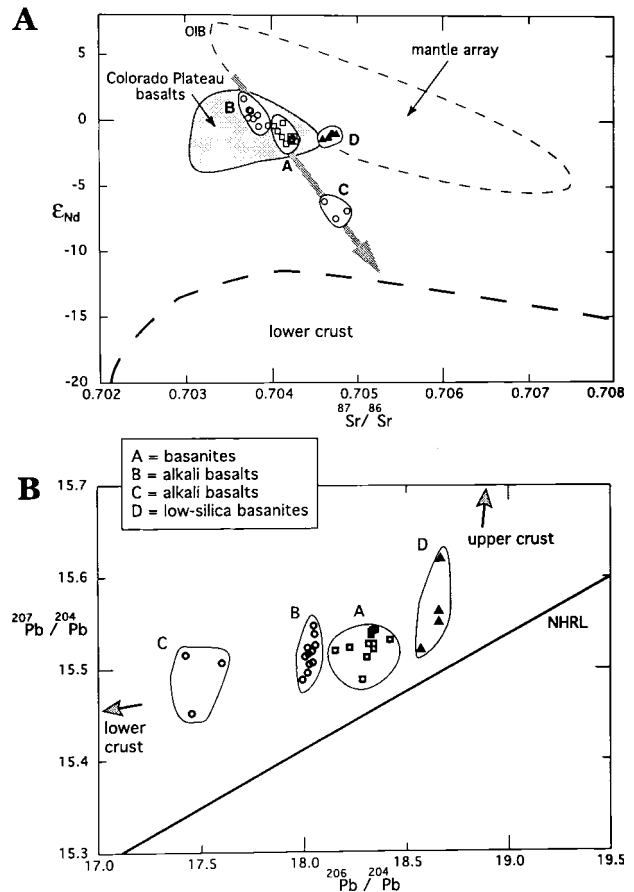 A
5
0
-5
εNd
-10
-15
-20
OIB
mantle array
Colorado Plateau
basalts
B
A
D
C
lower crust
0.702 0.703 0.704 0.705 0.706 0.707 0.708
87Sr/86Sr
A = basanites
B = alkali basalts
C = alkali basalts
D = low-silica basanites
B
15.7
15.6
207Pb/204Pb
15.5
15.4
15.3
upper crust
D
NHRL
B
A
C
lower
crust
17.0 17.5 18.0 18.5 19.0 19.5
206Pb/204Pb